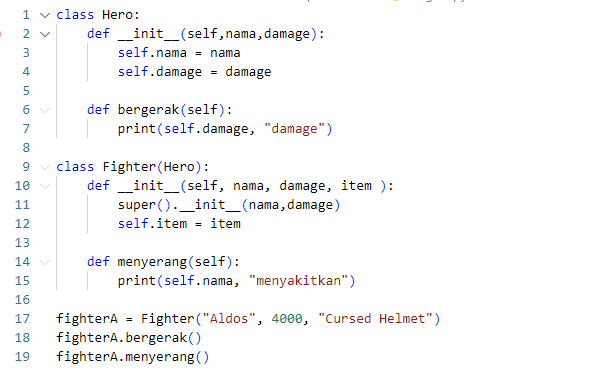 1 class Hero:
2 def __init__(self,nama,damage):
3 self.nama = nama
4 self.damage = damage
5
6 def bergerak(self):
7 print(self.damage, "damage")
8
9 class Fighter(Hero):
10 def __init__(self, nama, damage, item ):
11 super().__init__(nama,damage)
12 self.item = item
13
14 def menyerang(self):
15 print(self.nama, "menyakitkan")
16
17 fighterA = Fighter("Aldos", 4000, "Cursed Helmet")
18 fighterA.bergerak()
19 fighterA.menyerang()